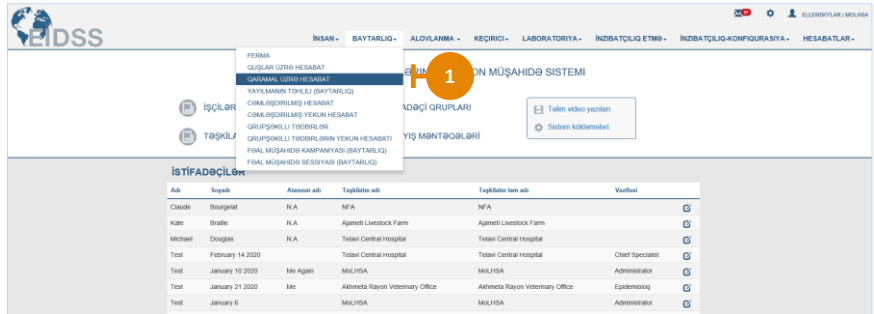 27 ELLENSKYLAR | MOLHSA
EIDSS
İNSAN BAYTARLIQ ALOVLANMA KEÇIRICI LABORATORIYA İNZIBATÇILIQ ETMƏ İNZIBATÇILIQ-KONFIQURASIYA HESABATLAR
FERMA
QUŞLAR ÜZRƏ HESABAT
QARAMAL ÜZRƏ HESABAT
YAYILMANIN TƏHLILI (BAYTARLIQ)
CƏMLƏŞDIRILMIŞ HESABAT
CƏMLƏŞDIRILMIŞ YEKUN HESABAT
QRUPŞƏKILLI TƏDBIRLƏR
QRUPŞƏKILLI TƏDBIRLƏRIN YEKUN HESABATI
FƏAL MÜŞAHIDƏ KAMPANIYASI (BAYTARLIQ)
FƏAL MÜŞAHIDƏ SESSIYASI (BAYTARLIQ)
1
ON MÜŞAHIDƏ SISTEMI
İŞÇILƏR
ADƏÇI QRUPLARI
Təlim video yazıları
TƏŞKILA
YIŞ MƏNTƏQƏLƏRI
Sistem kökləmələri
İSTIFADƏÇILƏR
Adı Soyadı Atasının adı Təşkilatın adı Təşkilatın tam adı Vəzifəsi
Claude Bourgelat N.A NFA NFA
Kate Braille N.A Ajameti Livestock Farm Ajameti Livestock Farm
Michael Douglas N.A Telavi Central Hospital Telavi Central Hospital
Test February 14 2020 Telavi Central Hospital Telavi Central Hospital Chief Specialist
Test January 10 2020 Me Again MoLHSA MoLHSA Administrator
Test January 21 2020 Me Akhmeta Rayon Veterinary Office Akhmeta Rayon Veterinary Office Epidemioloq
Test January 6 MoLHSA MoLHSA Administrator